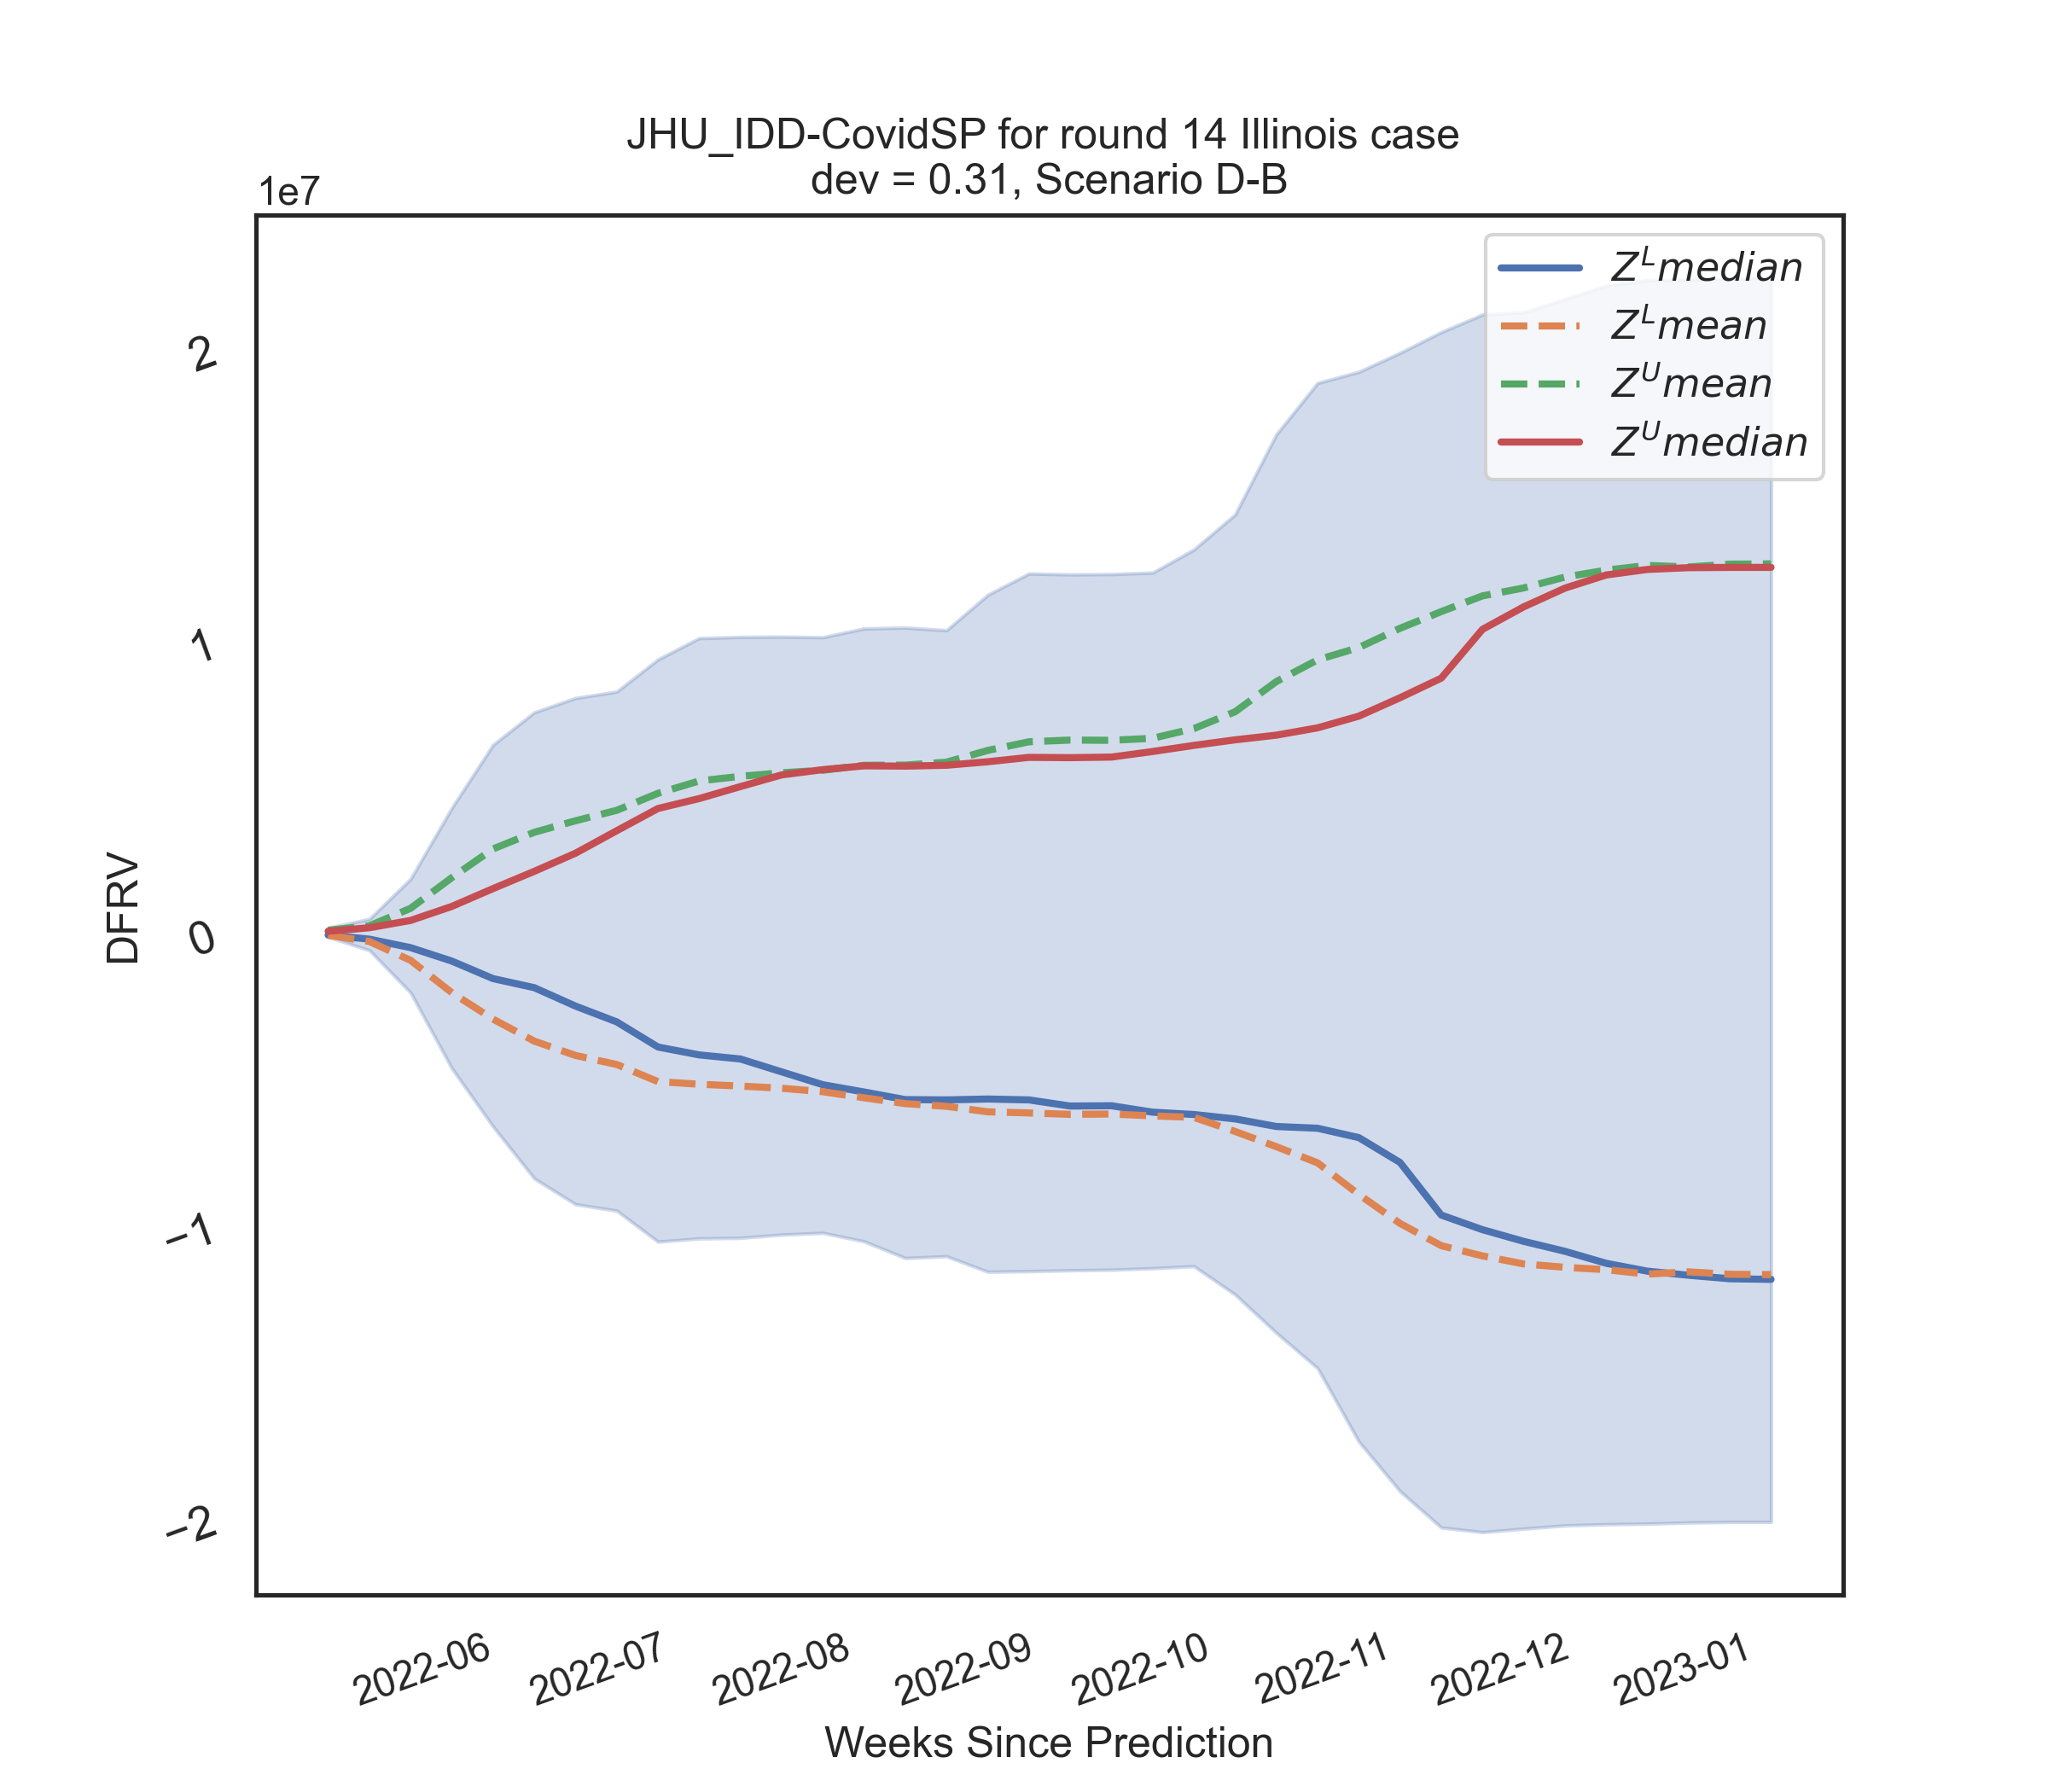 JHU_IDD-CovidSP for round 14 Illinois case
dev = 0.31, Scenario D-B
1e7
Z^L median
Z^L mean
Z^U mean
Z^U median
2
1
0
−1
−2
DFRV
2022-06
2022-07
2022-08
2022-09
2022-10
2022-11
2022-12
2023-01
Weeks Since Prediction